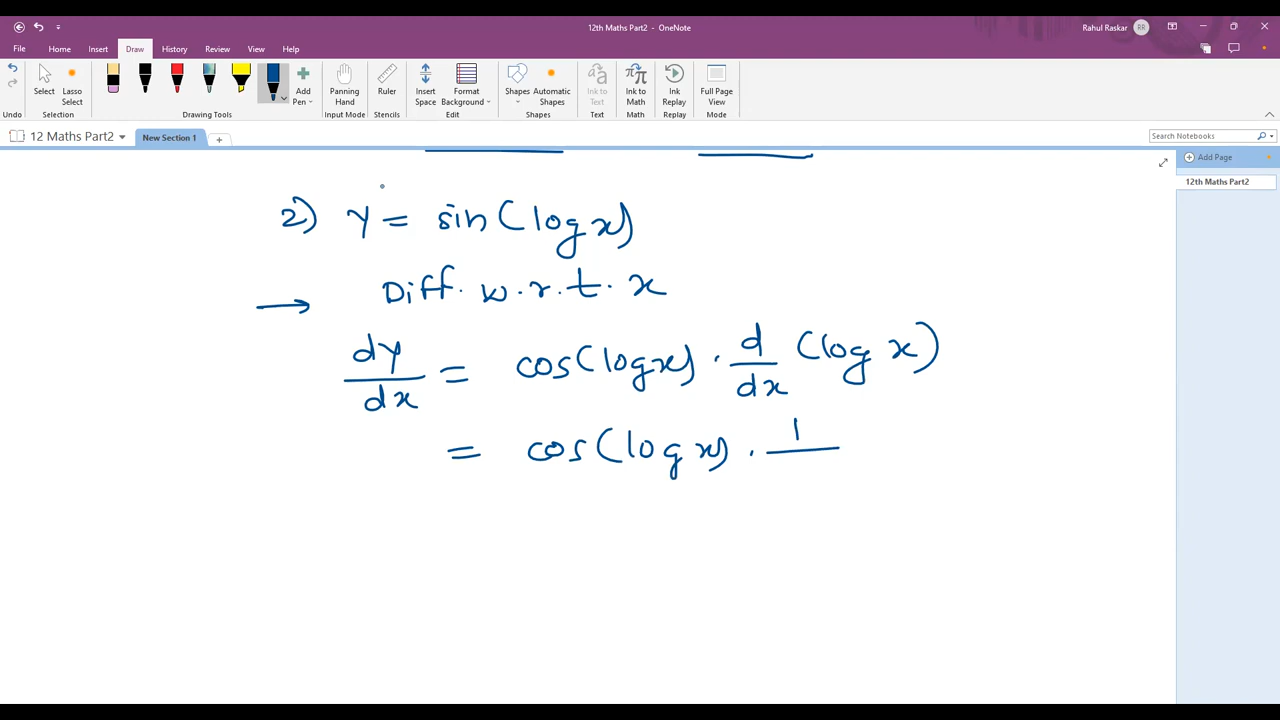 12th Maths Part2 - OneNote
Rahul Raskar RR
File Home Insert Draw History Review View Help
Undo
Select Lasso Select
Add Pen
Panning Hand
Ruler
Insert Space
Format Background
Shapes Automatic Shapes
Ink to Text
Ink to Math
Ink Replay
Full Page View
Undo Selection Drawing Tools Input Mode Stencils Edit Shapes Text Math Replay Mode
12 Maths Part2 New Section 1
Search Notebooks
Add Page
12th Maths Part2
2) y = sin(log x)
→ Diff. w.r.t. x
dy/dx = cos(log x) · d/dx (log x)
= cos(log x) · 1/